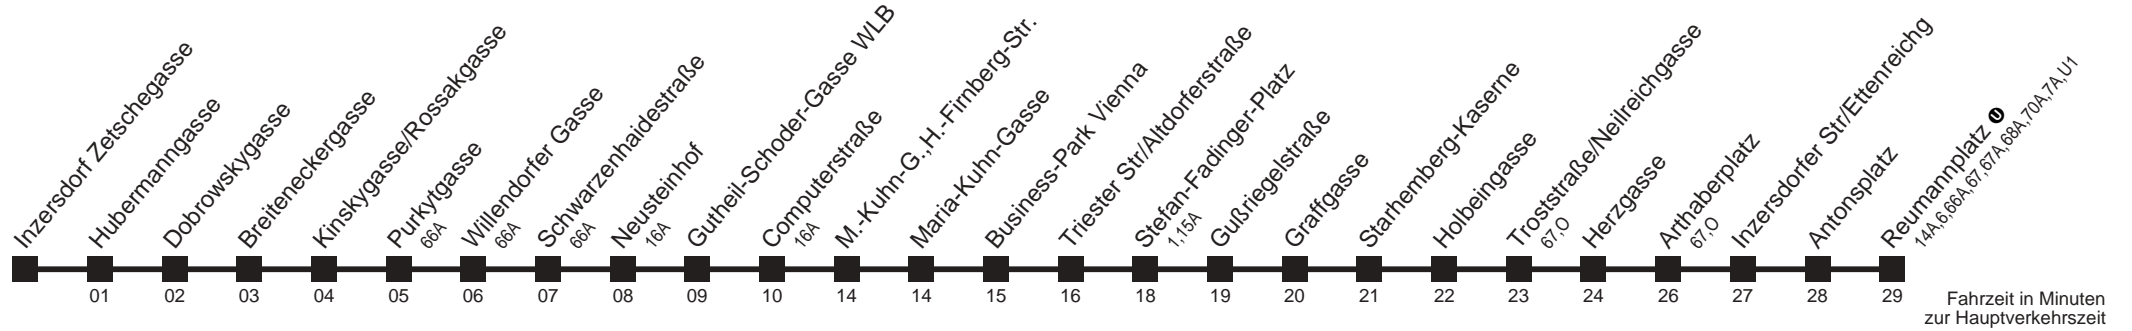 Inzersdorf Zetschegasse
Hubermanngasse
Dobrowskygasse
Breiteneckergasse
Kinskygasse/Rossakgasse
Purkytgasse
66A
Willendorfer Gasse
66A
Schwarzenhaidestraße
66A
Neusteinhof
16A
Gutheil-Schoder-Gasse WLB
Computerstraße
16A
M.-Kuhn-G.,H.-Firnberg-Str.
Maria-Kuhn-Gasse
Business-Park Vienna
Triester Str/Altdorferstraße
Stefan-Fadinger-Platz
1,15A
Gußriegelstraße
Graffgasse
Starhemberg-Kaserne
Holbeingasse
Troststraße/Neilreichgasse
67,O
Herzgasse
Arthaberplatz
67,O
Inzersdorfer Str/Ettenreichg
Antonsplatz
Reumannplatz U
14A,6,66A,67,67A,68A,70A,7A,U1
01 02 03 04 05 06 07 08 09 10 14 14 15 16 18 19 20 21 22 23 24 26 27 28 29
Fahrzeit in Minuten
zur Hauptverkehrszeit